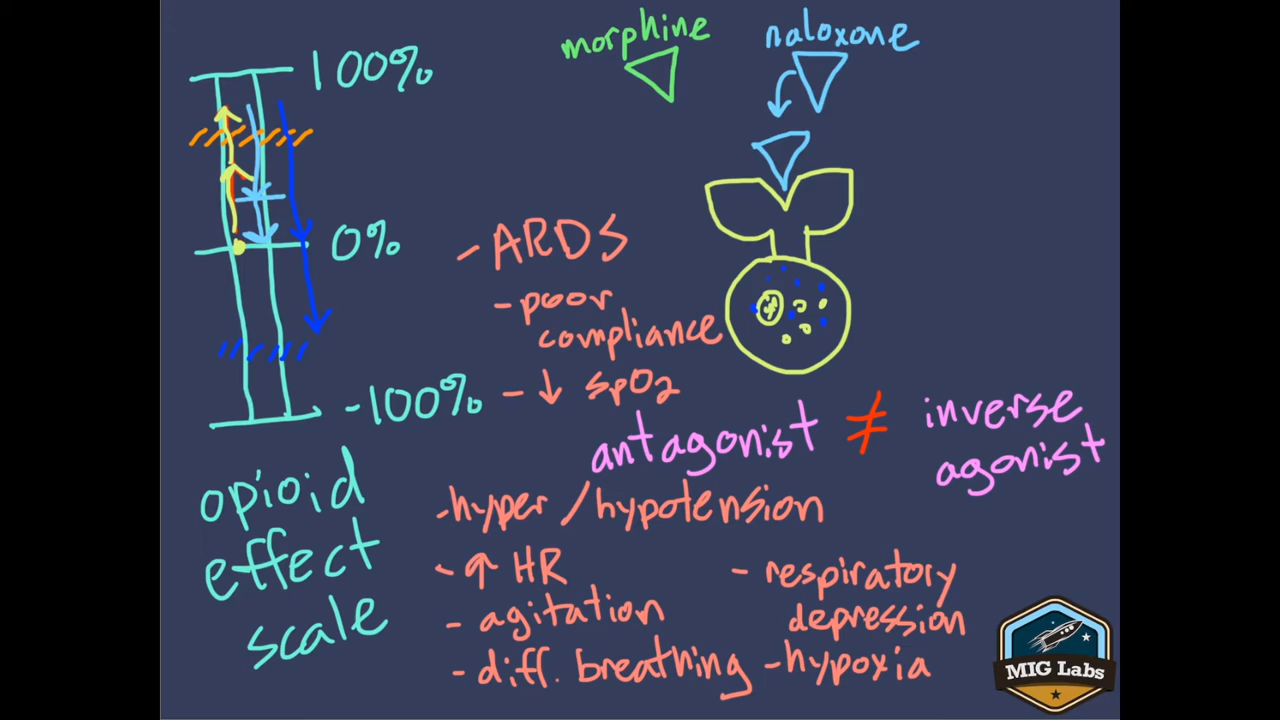 morphine
naloxone
100%
0%
-100%
opioid
effect
scale
- ARDS
- poor
compliance
- ↓ spO2
antagonist ≠ inverse
agonist
- hyper / hypotension
- ↑ HR
- agitation
- diff. breathing
- respiratory
depression
- hypoxia
MIG Labs